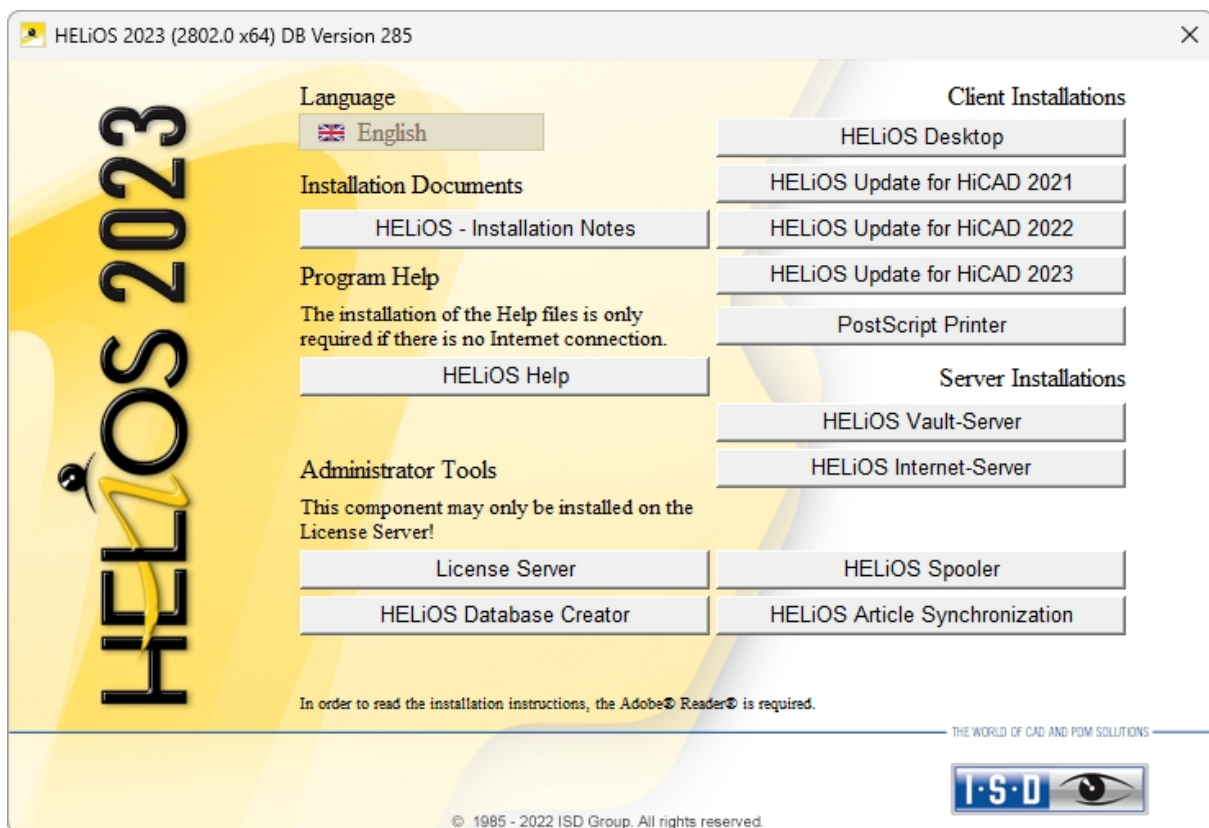 HELiOS 2023 (2802.0 x64) DB Version 285
HELiOS 2023
Language
English
Installation Documents
HELiOS - Installation Notes
Program Help
The installation of the Help files is only
required if there is no Internet connection.
HELiOS Help
Administrator Tools
This component may only be installed on the
License Server!
License Server
HELiOS Database Creator
Client Installations
HELiOS Desktop
HELiOS Update for HiCAD 2021
HELiOS Update for HiCAD 2022
HELiOS Update for HiCAD 2023
PostScript Printer
Server Installations
HELiOS Vault-Server
HELiOS Internet-Server
HELiOS Spooler
HELiOS Article Synchronization
In order to read the installation instructions, the Adobe® Reader® is required.
THE WORLD OF CAD AND PDM SOLUTIONS
I·S·D
© 1985 - 2022 ISD Group. All rights reserved.